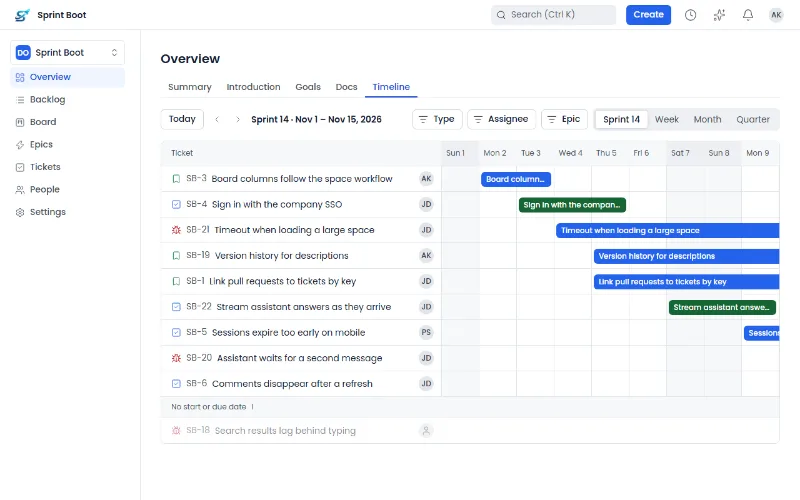 Sprint Boot
Search (Ctrl K)
Create
AK
DO Sprint Boot
Overview
Backlog
Board
Epics
Tickets
People
Settings
Overview
Summary Introduction Goals Docs Timeline
Today Sprint 14 · Nov 1 – Nov 15, 2026 Type Assignee Epic Sprint 14 Week Month Quarter
Ticket Sun 1 Mon 2 Tue 3 Wed 4 Thu 5 Fri 6 Sat 7 Sun 8 Mon 9
SB-3 Board columns follow the space workflow AK Board column...
SB-4 Sign in with the company SSO JD Sign in with the compan...
SB-21 Timeout when loading a large space JD Timeout when loading a large space
SB-19 Version history for descriptions AK Version history for descriptions
SB-1 Link pull requests to tickets by key JD Link pull requests to tickets by key
SB-22 Stream assistant answers as they arrive JD Stream assistant answe...
SB-5 Sessions expire too early on mobile PS Session
SB-20 Assistant waits for a second message JD
SB-6 Comments disappear after a refresh JD
No start or due date 1
SB-18 Search results lag behind typing